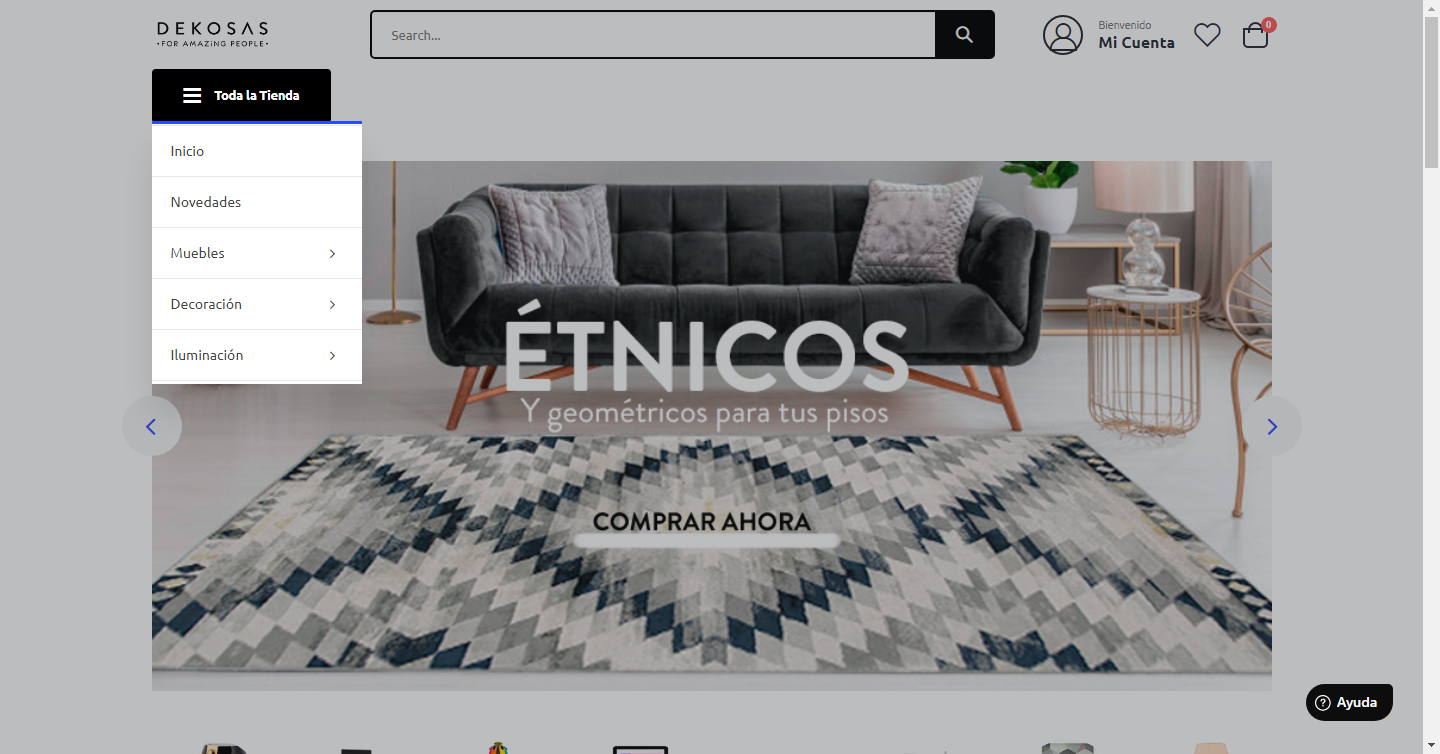 DEKOSAS
•FOR AMAZiNG PEOPLE•
Search...
Bienvenido
Mi Cuenta
0
Toda la Tienda
Inicio
Novedades
Muebles
Decoración
Iluminación
ÉTNICOS
Y geométricos para tus pisos
COMPRAR AHORA
Ayuda